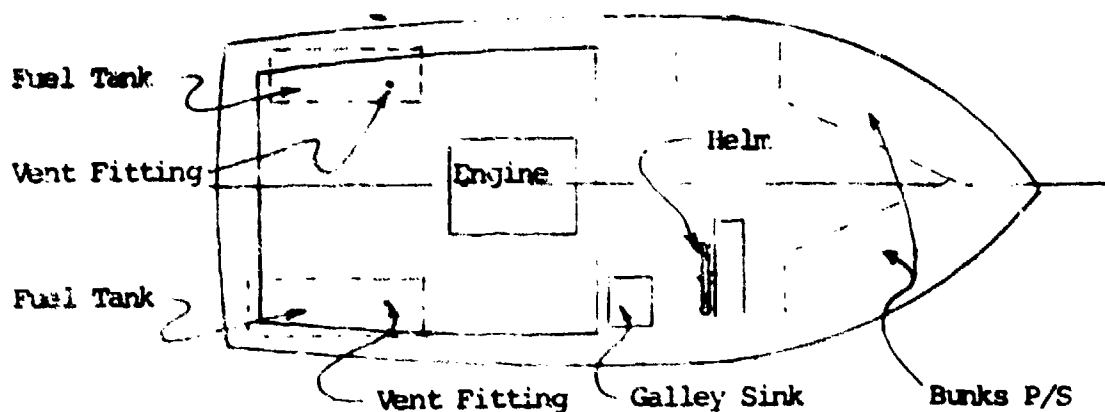 Fuel Tank
Helm
Vent Fitting
Engine
Fuel Tank
Vent Fitting
Galley Sink
Bunks P/S